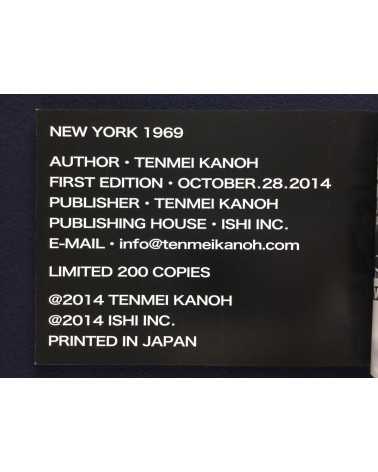 NEW YORK 1969
AUTHOR・TENMEI KANOH
FIRST EDITION・OCTOBER.28.2014
PUBLISHER・TENMEI KANOH
PUBLISHING HOUSE・ISHI INC.
E-MAIL・info@tenmeikanoh.com
LIMITED 200 COPIES
@2014 TENMEI KANOH
@2014 ISHI INC.
PRINTED IN JAPAN